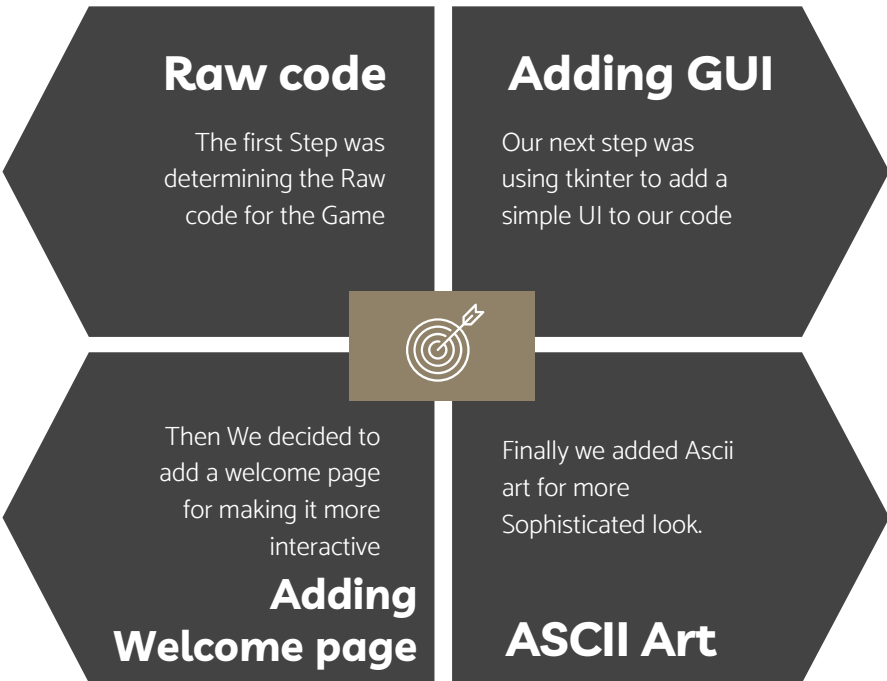 Raw code
The first Step was
determining the Raw
code for the Game
Adding GUI
Our next step was
using tkinter to add a
simple UI to our code
Then We decided to
add a welcome page
for making it more
interactive
Adding
Welcome page
Finally we added Ascii
art for more
Sophisticated look.
ASCII Art